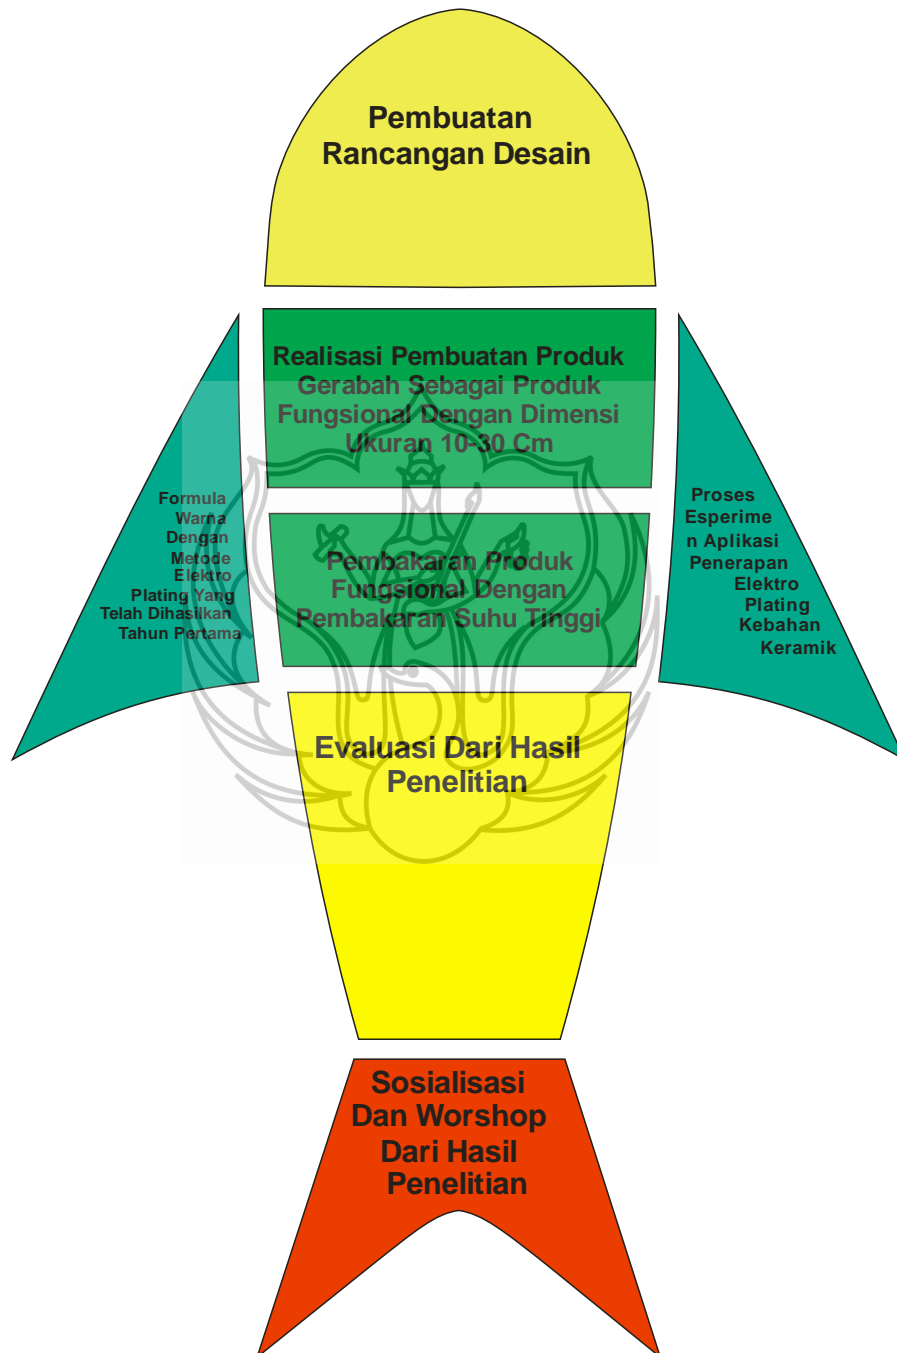 Pembuatan
Rancangan Desain
Realisasi Pembuatan Produk
Gerabah Sebagai Produk
Fungsional Dengan Dimensi
Ukuran 10-30 Cm
Formula
Warna
Dengan
Metode
Elektro
Plating Yang
Telah Dihasilkan
Tahun Pertama
Proses
Esperime
n Aplikasi
Penerapan
Elektro
Plating
Kebahan
Keramik
Pembakaran Produk
Fungsional Dengan
Pembakaran Suhu Tinggi
Evaluasi Dari Hasil
Penelitian
Sosialisasi
Dan Worshop
Dari Hasil
Penelitian